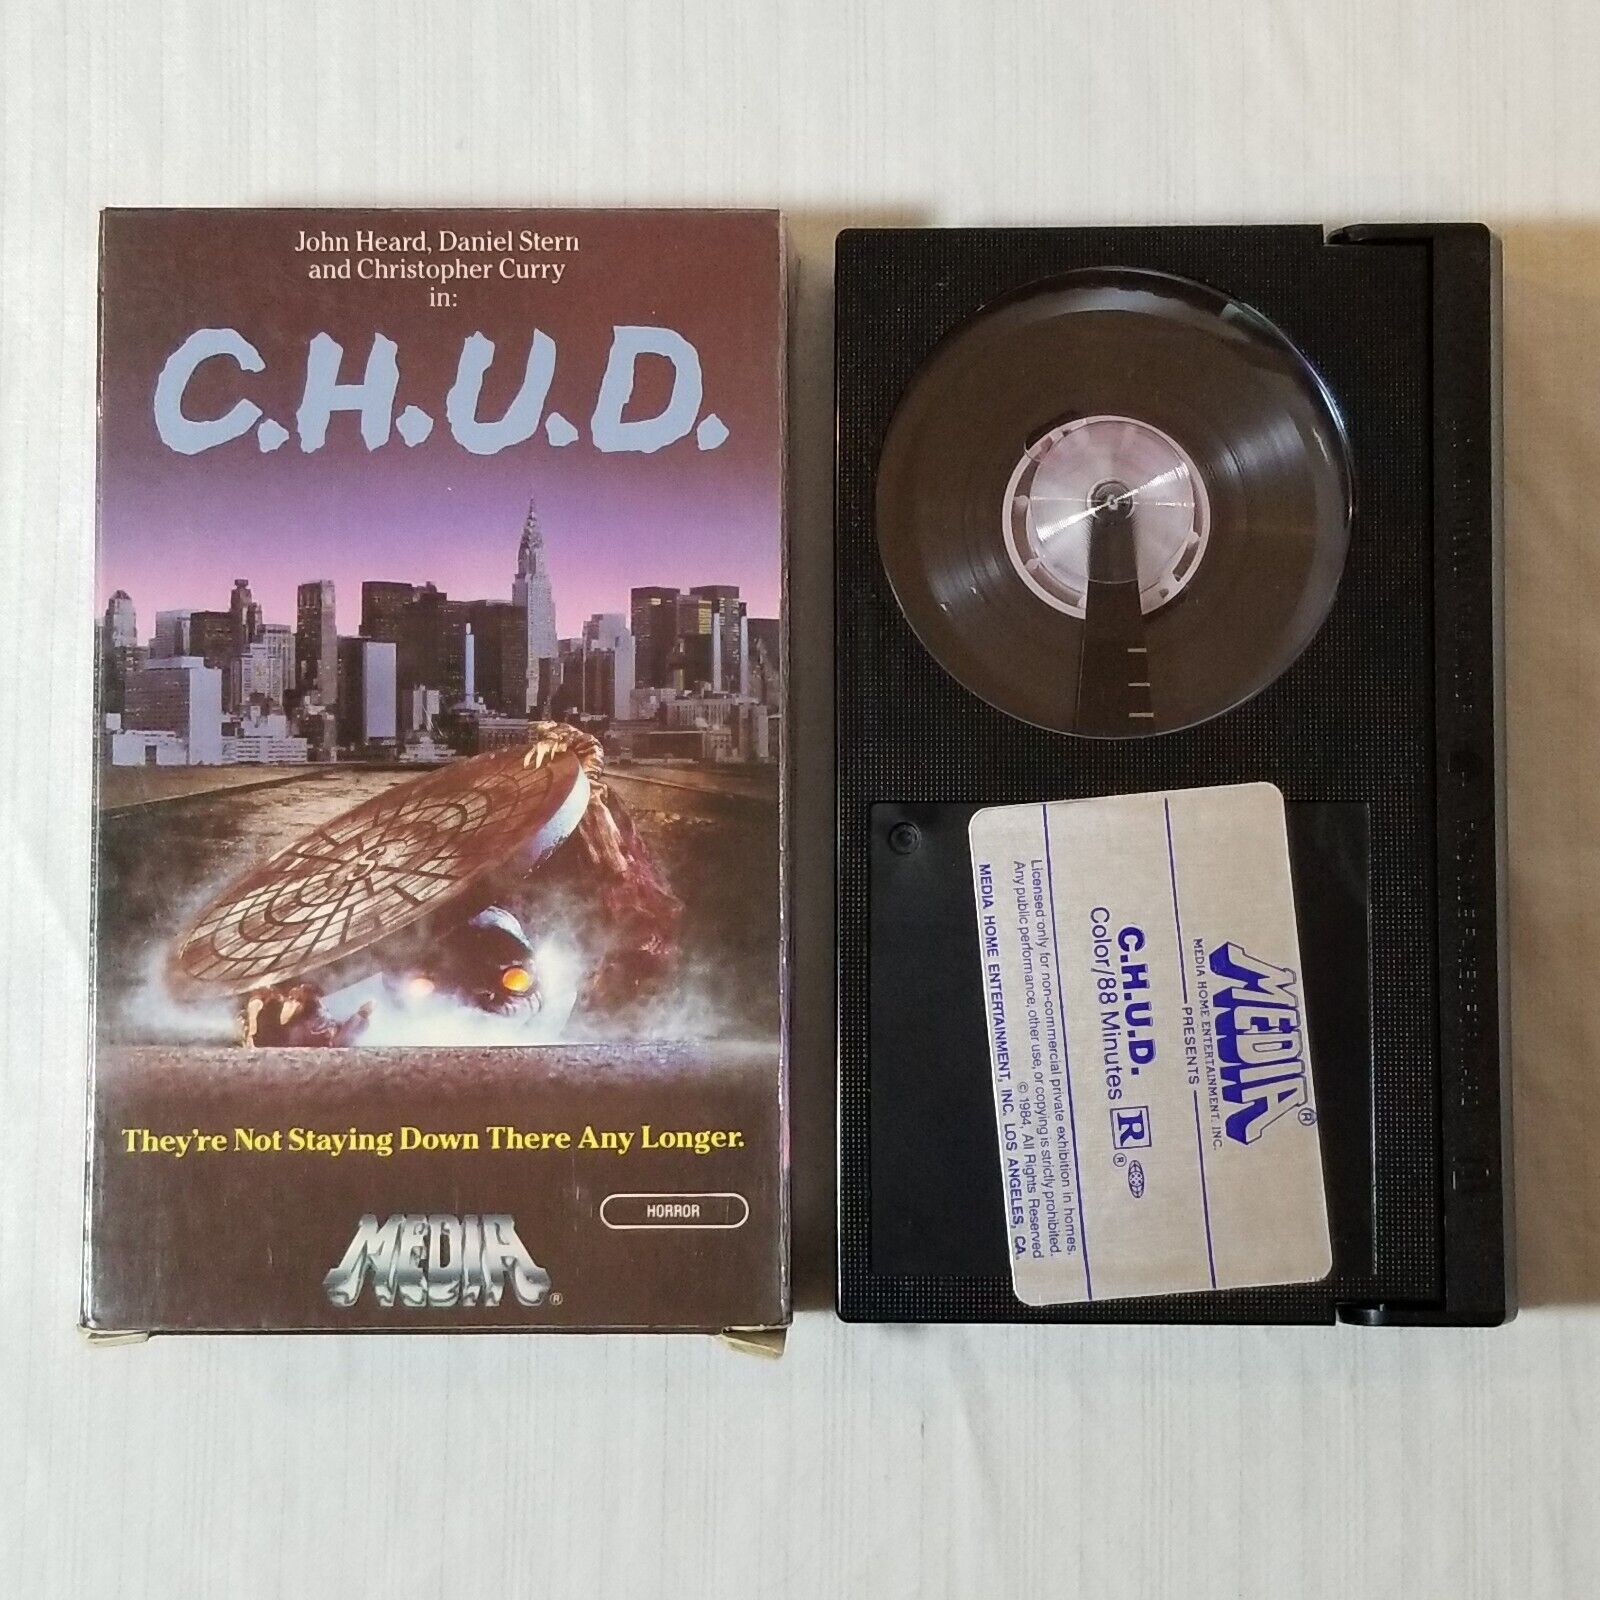 John Heard, Daniel Stern
and Christopher Curry
in:
C.H.U.D.
S
They're Not Staying Down There Any Longer.
HORROR
MEDIA®
MEDIA®
MEDIA HOME ENTERTAINMENT, INC.
PRESENTS
C.H.U.D.
Color/88 Minutes R®
Licensed only for non-commercial private exhibition in homes.
Any public performance, other use, or copying is strictly prohibited.
© 1984, All Rights Reserved
MEDIA HOME ENTERTAINMENT, INC. LOS ANGELES, CA.